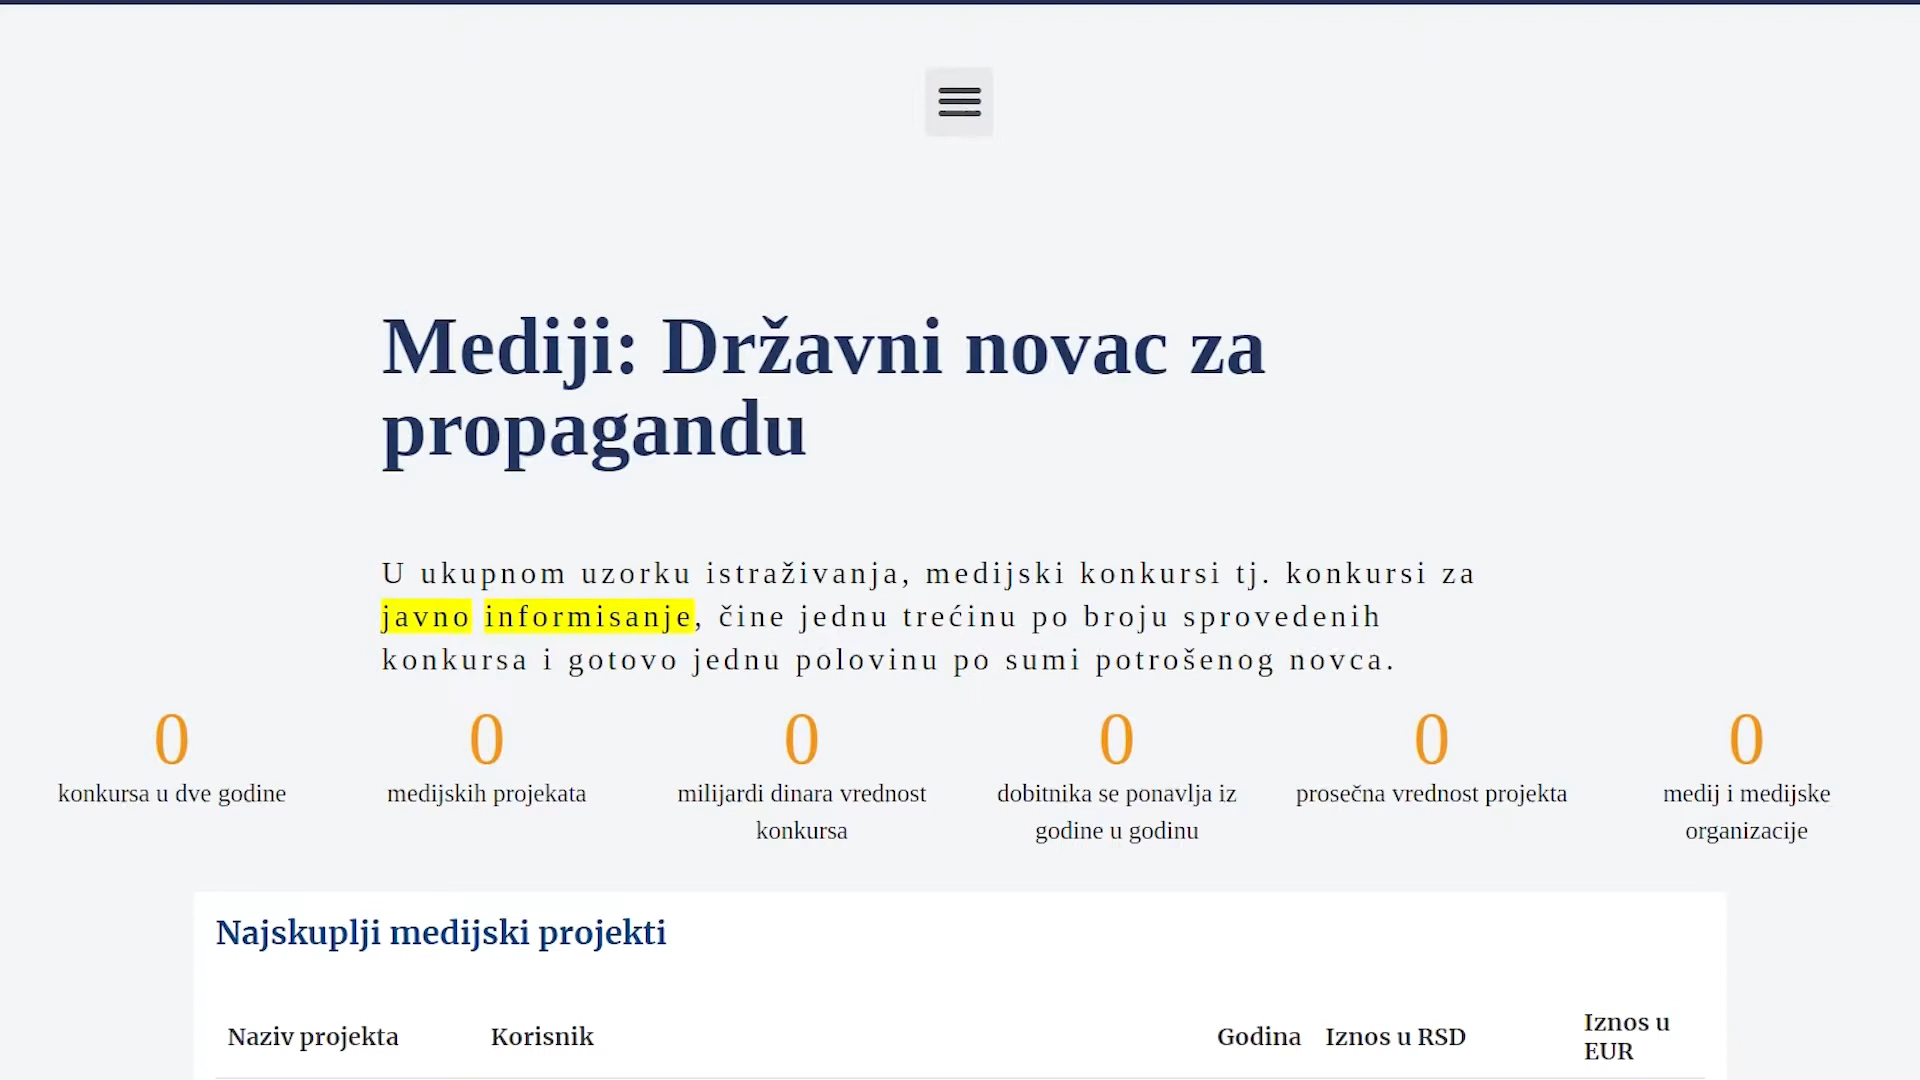 Mediji: Državni novac za
propagandu
U ukupnom uzorku istraživanja, medijski konkursi tj. konkursi za
javno informisanje, čine jednu trećinu po broju sprovedenih
konkursa i gotovo jednu polovinu po sumi potrošenog novca.
0
konkursa u dve godine
0
medijskih projekata
0
milijardi dinara vrednost
konkursa
0
dobitnika se ponavlja iz
godine u godinu
0
prosečna vrednost projekta
0
medij i medijske
organizacije
Najskuplji medijski projekti
Naziv projekta
Korisnik
Godina
Iznos u RSD
Iznos u
EUR